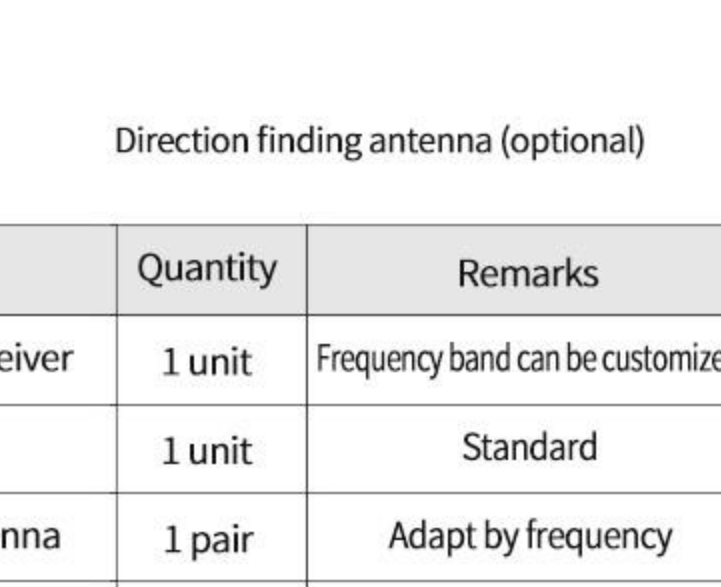 Direction finding antenna (optional)
Quantity Remarks
eiver 1 unit Frequency band can be customize
1 unit Standard
nna 1 pair Adapt by frequency